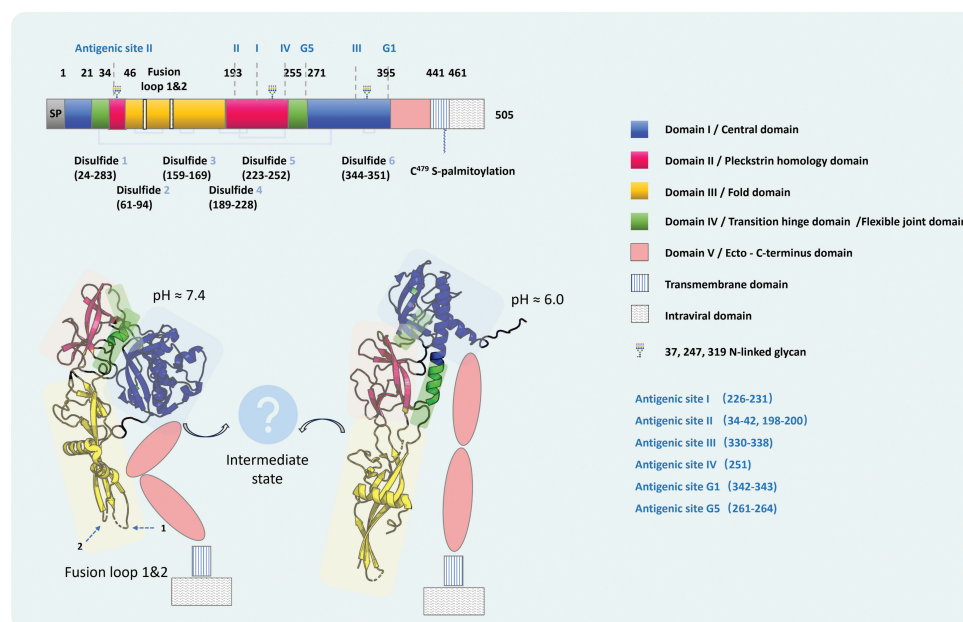 Antigenic site II II I IV G5 III G1
1 21 34 46 Fusion loop 1&2 193 255 271 395 441 461
SP
505
Disulfide 1
(24-283)
Disulfide 2
(61-94)
Disulfide 3
(159-169)
Disulfide 4
(189-228)
Disulfide 5
(223-252)
Disulfide 6
(344-351)
C⁴⁷⁹ S-palmitoylation
Domain I / Central domain
Domain II / Pleckstrin homology domain
Domain III / Fold domain
Domain IV / Transition hinge domain /Flexible joint domain
Domain V / Ecto - C-terminus domain
Transmembrane domain
Intraviral domain
37, 247, 319 N-linked glycan
Antigenic site I (226-231)
Antigenic site II (34-42, 198-200)
Antigenic site III (330-338)
Antigenic site IV (251)
Antigenic site G1 (342-343)
Antigenic site G5 (261-264)
pH ≈ 7.4
pH ≈ 6.0
?
Intermediate
state
1
2
Fusion loop 1&2